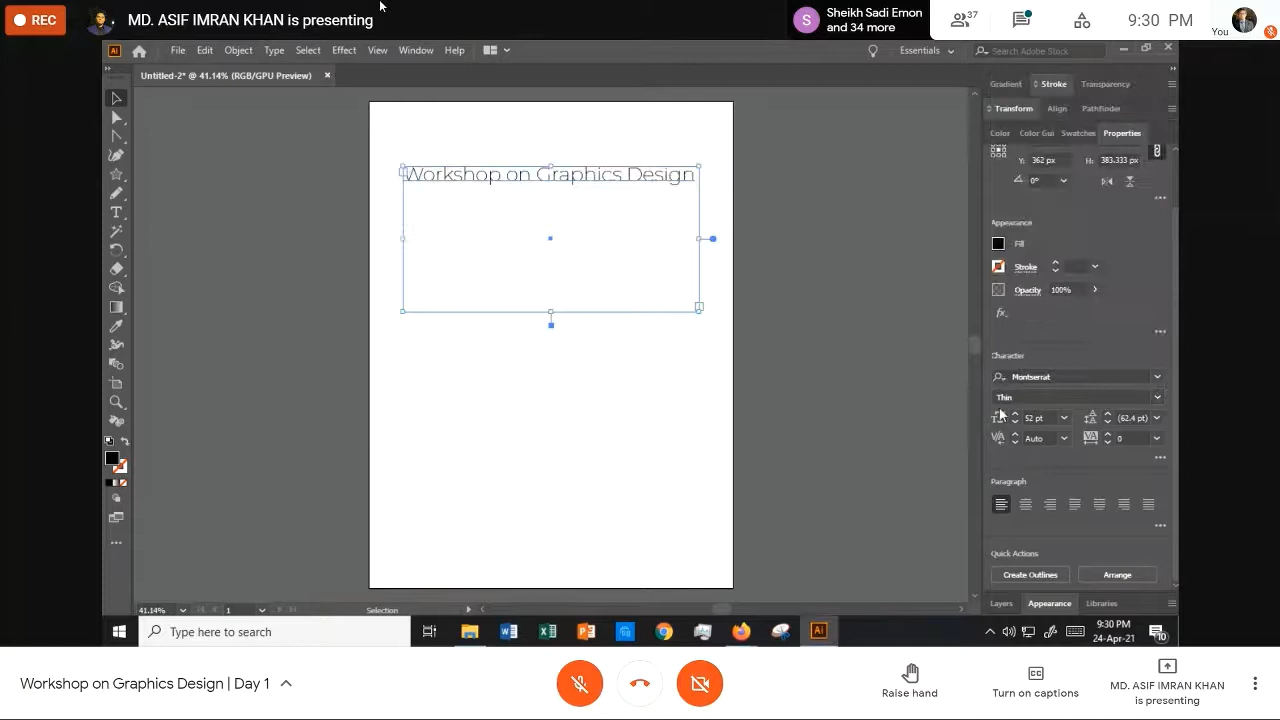 REC
MD. ASIF IMRAN KHAN is presenting
S
Sheikh Sadi Emon
and 34 more
37
9:30 PM
You
Ai
File Edit Object Type Select Effect View Window Help
Essentials
Search Adobe Stock
Untitled-2* @ 41.14% (RGB/GPU Preview) ×
Gradient Stroke Transparency
Transform Align Pathfinder
Color Color Gui Swatches Properties
Y: 362 px H: 383.333 px
0°
Workshop on Graphics Design
Appearance
Fill
Stroke
Opacity 100%
fx
Character
Montserrat
Thin
52 pt (62.4 pt)
Auto 0
Paragraph
Quick Actions
Create Outlines Arrange
Layers Appearance Libraries
41.14% 1 Selection
Type here to search
Ai
9:30 PM
24-Apr-21
10
Workshop on Graphics Design | Day 1
Raise hand
Turn on captions
MD. ASIF IMRAN KHAN
is presenting